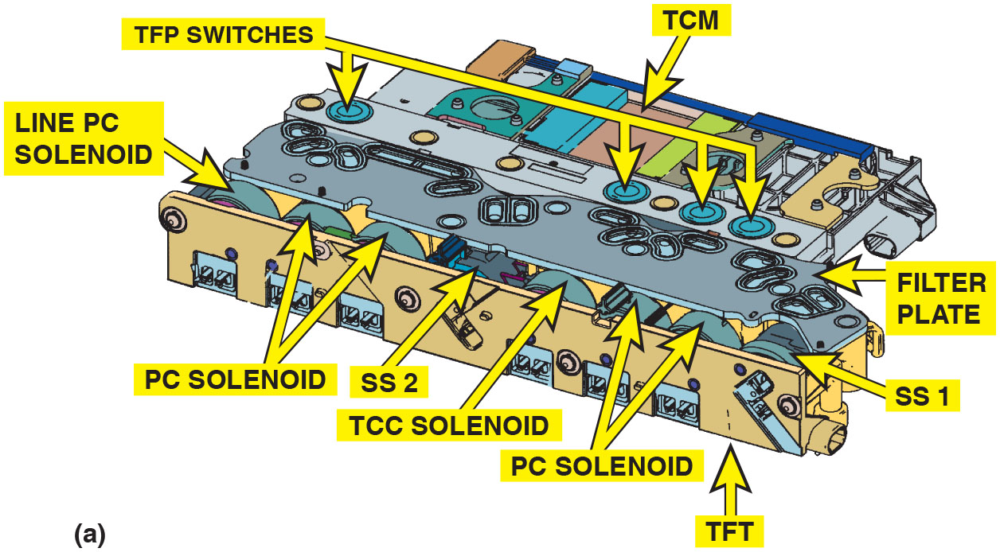 TCM
TFP SWITCHES
LINE PC
SOLENOID
FILTER
PLATE
PC SOLENOID
SS 2
SS 1
TCC SOLENOID
PC SOLENOID
TFT
(a)